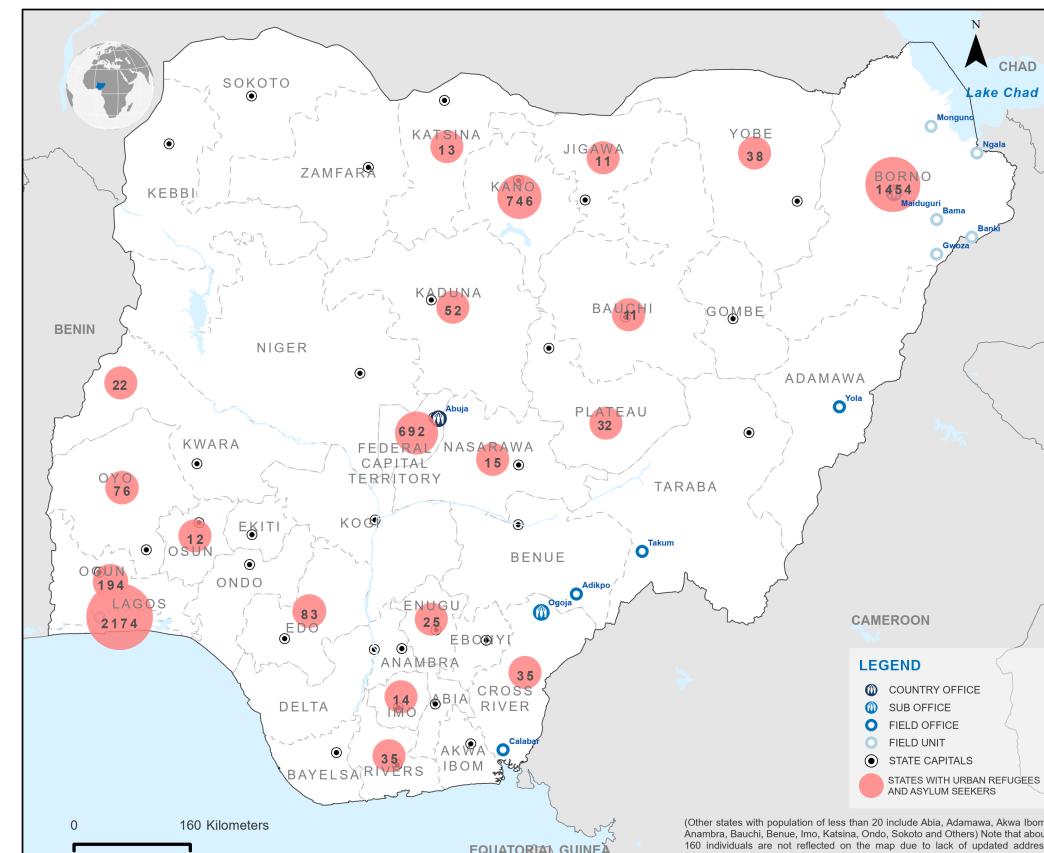 N
CHAD
Lake Chad
SOKOTO
Monguno
KATSINA
13
YOBE
38
JIGAWA
11
Ngala
ZAMFARA
KEBBI
KANO
746
BORNO
1454
Maiduguri
Bama
Banki
Gwoza
KADUNA
52
BAUCHI
11
GOMBE
BENIN
NIGER
22
ADAMAWA
Yola
Abuja
692
FEDERAL
CAPITAL
TERRITORY
PLATEAU
32
NASARAWA
15
KWARA
OYO
76
TARABA
KOGI
EKITI
12
OSUN
BENUE
Takum
OGUN
194
ONDO
Adikpo
LAGOS
2174
83
EDO
ENUGU
25
Ogoja
EBONYI
CAMEROON
ANAMBRA
35
CROSS
RIVER
14
IMO
ABIA
DELTA
Calabar
AKWA
IBOM
35
RIVERS
BAYELSA
LEGEND
COUNTRY OFFICE
SUB OFFICE
FIELD OFFICE
FIELD UNIT
STATE CAPITALS
STATES WITH URBAN REFUGEES
AND ASYLUM SEEKERS
0 160 Kilometers
EQUATORIAL GUINEA
(Other states with population of less than 20 include Abia, Adamawa, Akwa Ibom
Anambra, Bauchi, Benue, Imo, Katsina, Ondo, Sokoto and Others) Note that abou
160 individuals are not reflected on the map due to lack of updated addres